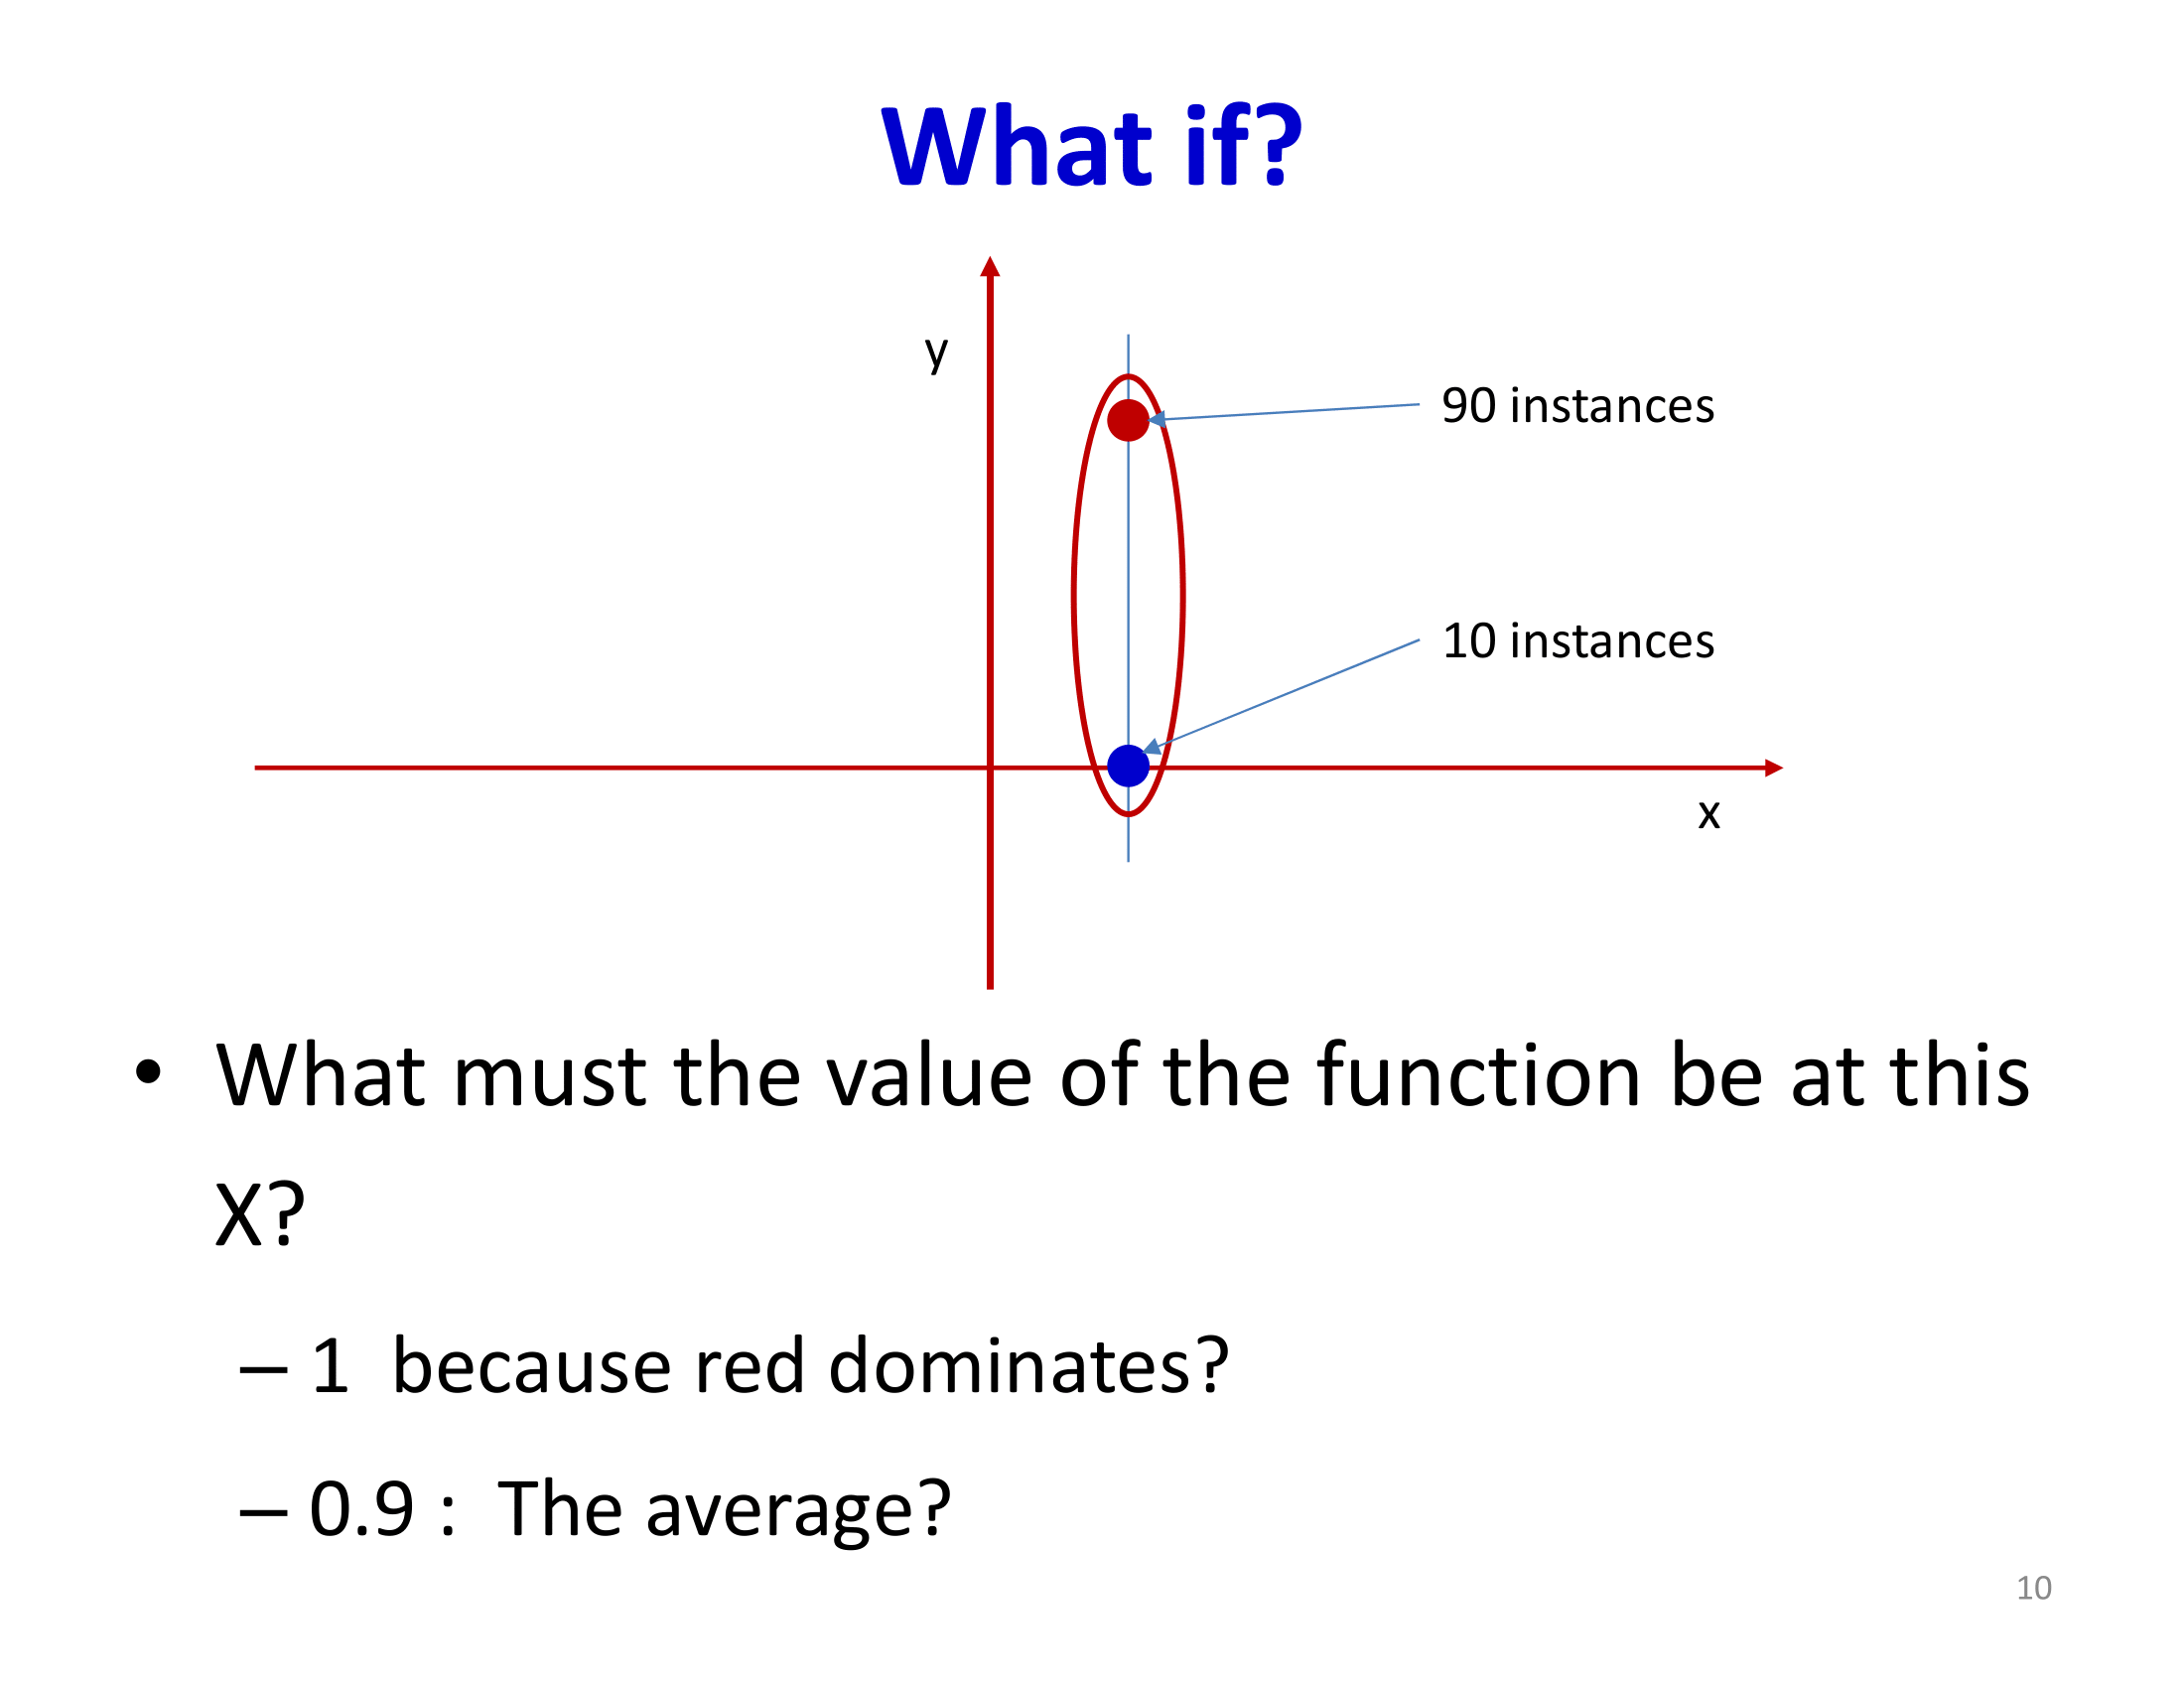 What if?
y
90 instances
10 instances
x
• What must the value of the function be at this
X?
– 1 because red dominates?
– 0.9 : The average?
10